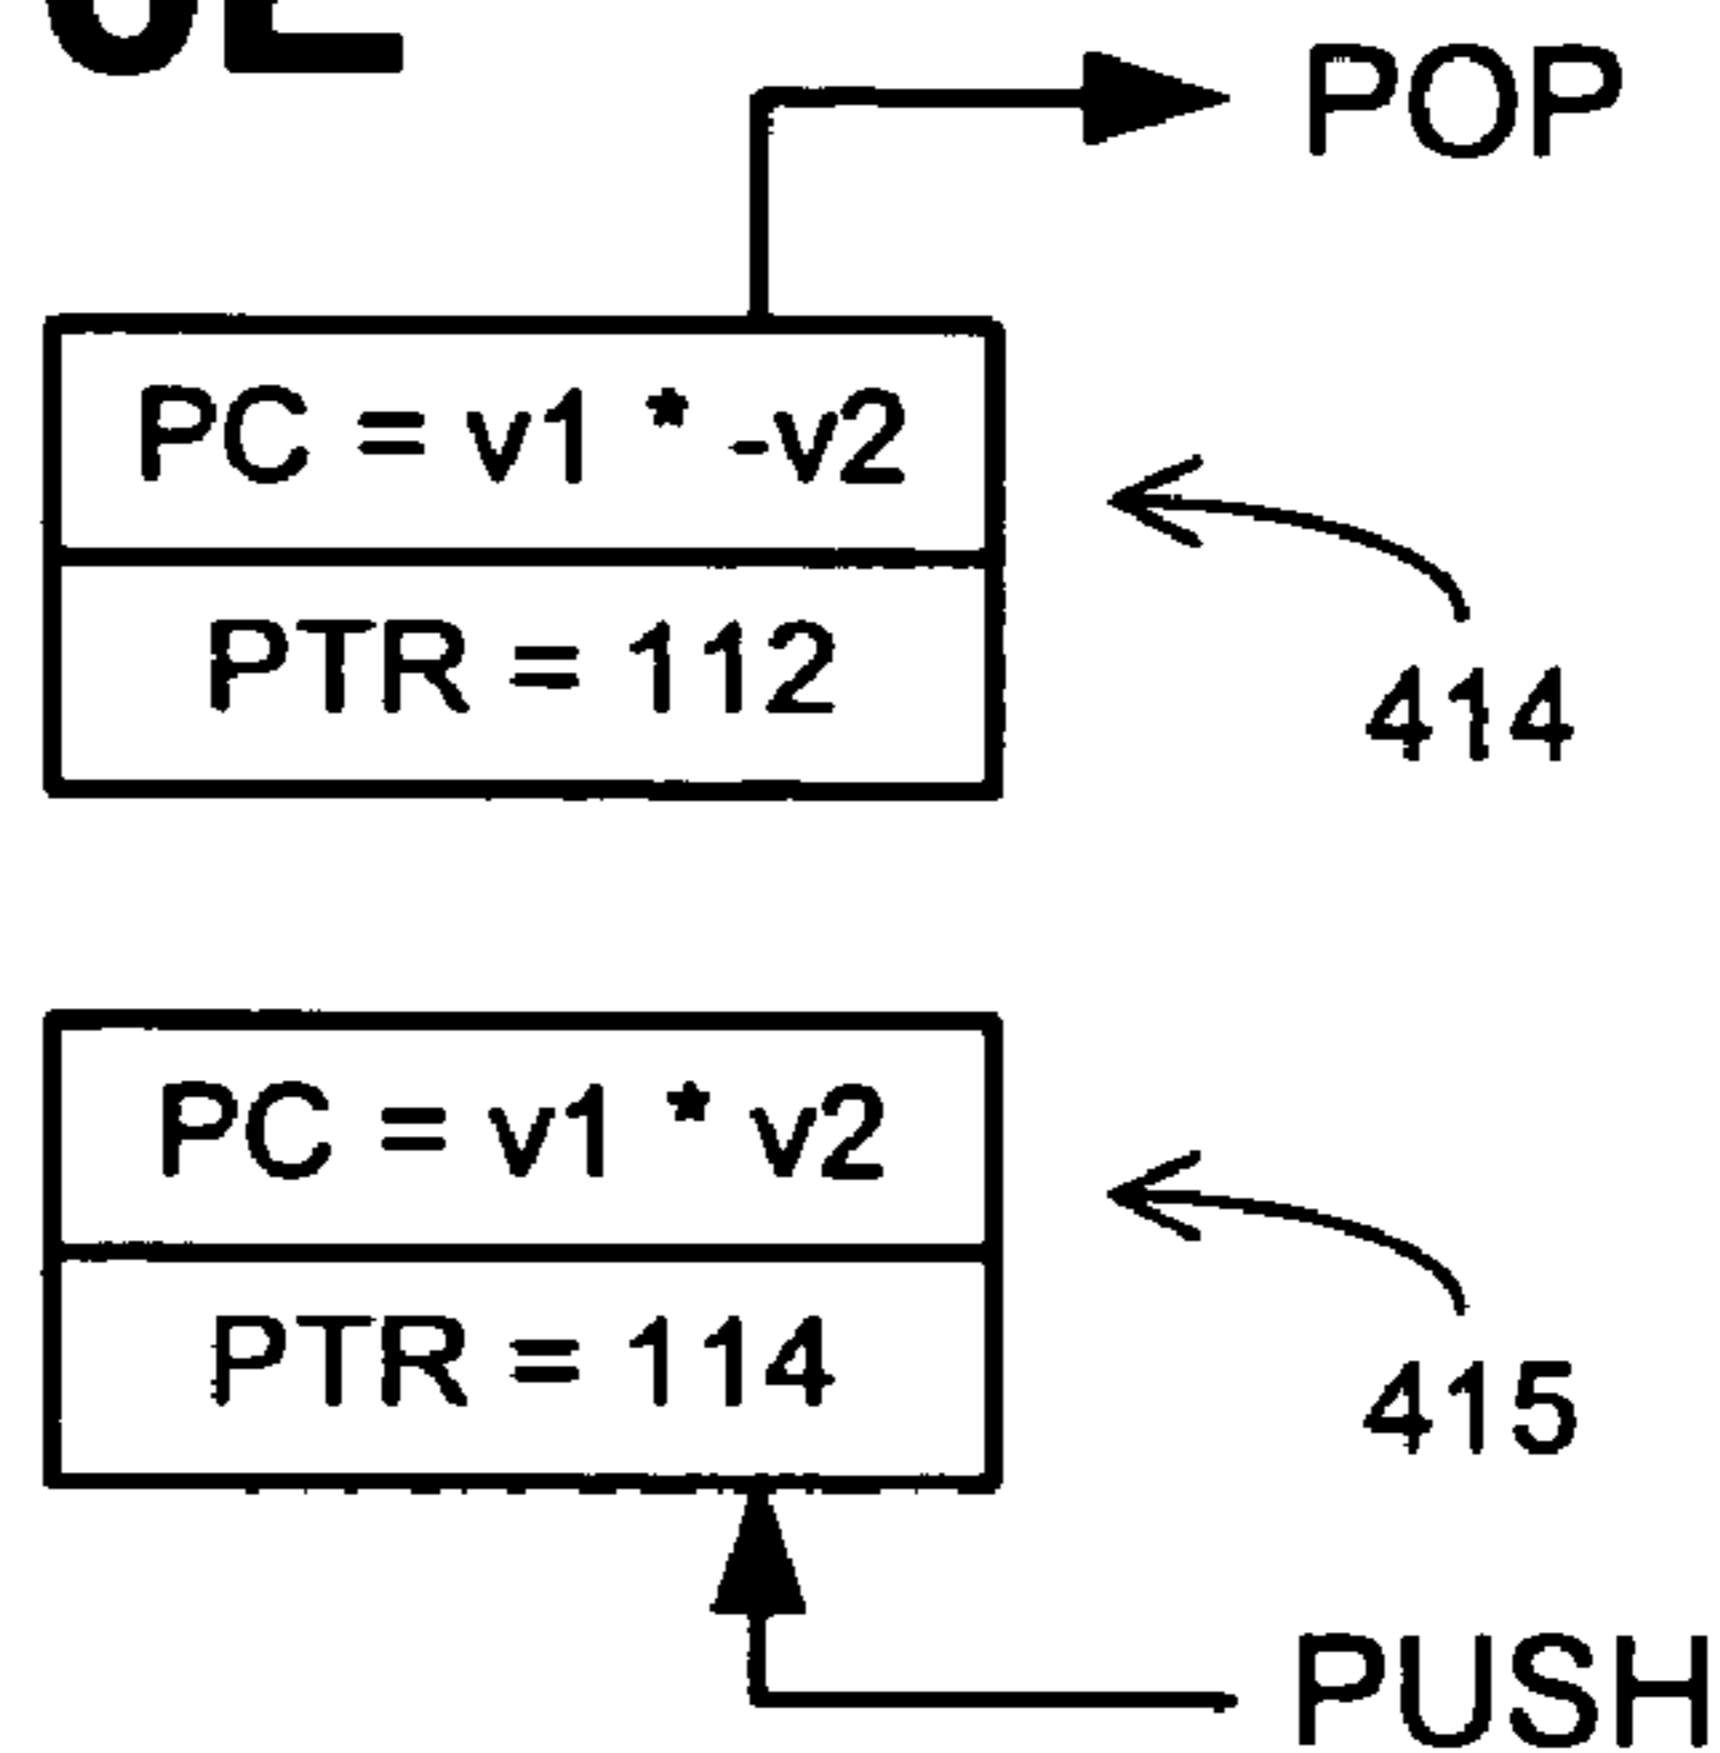 POP
PC = v1 * -v2
PTR = 112
414
PC = v1 * v2
PTR = 114
415
PUSH